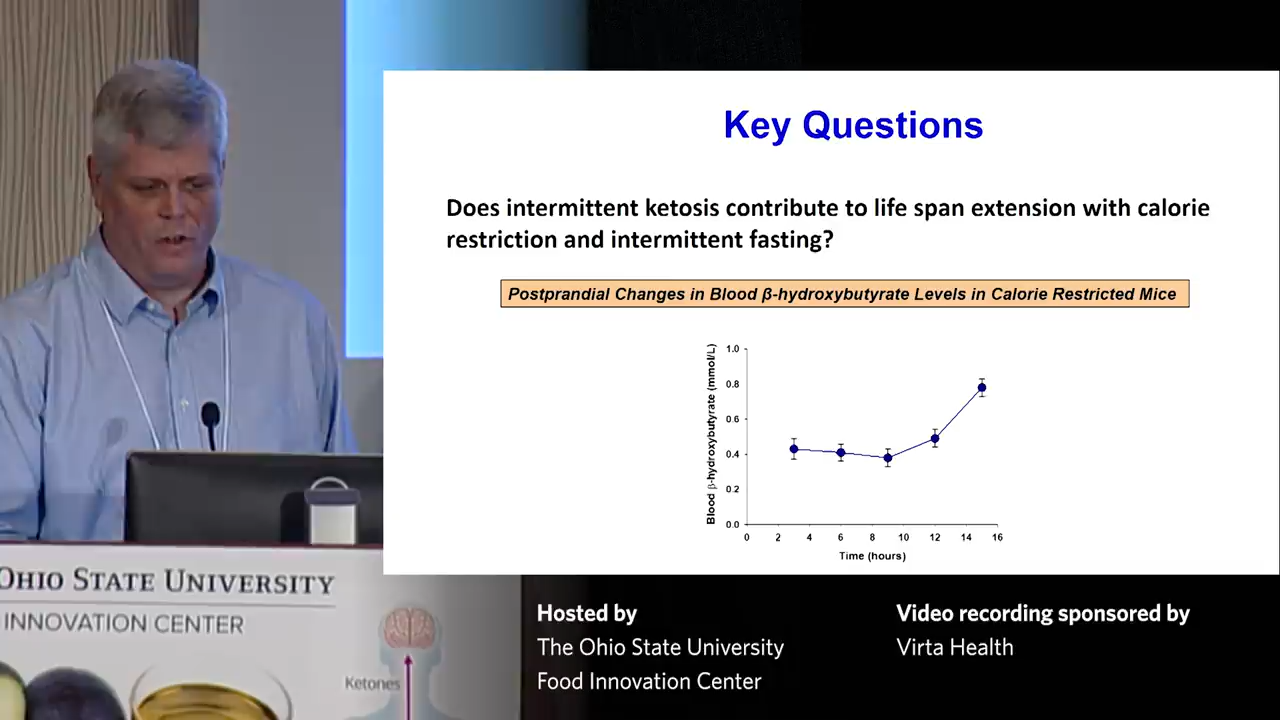 Key Questions
Does intermittent ketosis contribute to life span extension with calorie
restriction and intermittent fasting?
Postprandial Changes in Blood β-hydroxybutyrate Levels in Calorie Restricted Mice
Blood β-hydroxybutyrate (mmol/L)
1.0
0.8
0.6
0.4
0.2
0.0
0 2 4 6 8 10 12 14 16
Time (hours)
OHIO STATE UNIVERSITY
INNOVATION CENTER
Ketones
Hosted by
The Ohio State University
Food Innovation Center
Video recording sponsored by
Virta Health